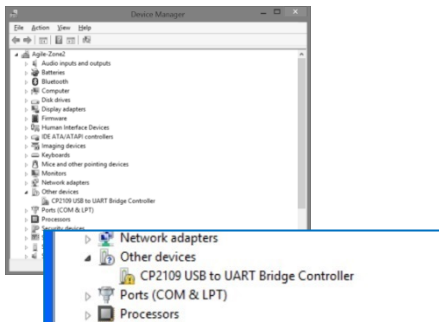 Device Manager
File Action View Help
Agile-Zone2
Audio inputs and outputs
Batteries
Bluetooth
Computer
Disk drives
Display adapters
Firmware
Human Interface Devices
IDE ATA/ATAPI controllers
Imaging devices
Keyboards
Mice and other pointing devices
Monitors
Network adapters
Other devices
CP2109 USB to UART Bridge Controller
Ports (COM & LPT)
Processors
Security devices
Network adapters
Other devices
CP2109 USB to UART Bridge Controller
Ports (COM & LPT)
Processors